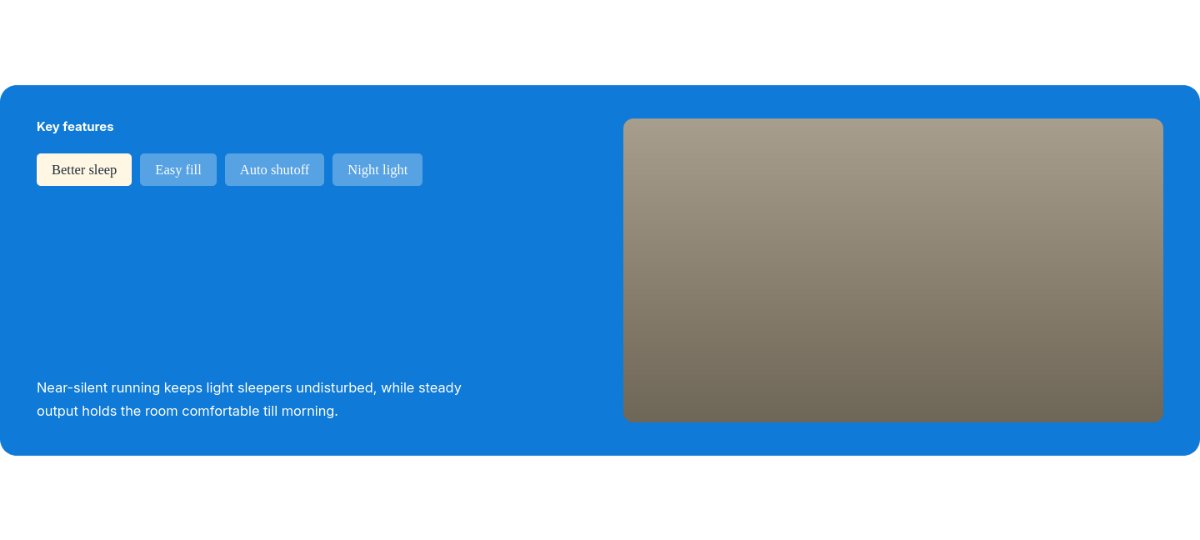 Key features
Better sleep
Easy fill
Auto shutoff
Night light
Near-silent running keeps light sleepers undisturbed, while steady
output holds the room comfortable till morning.